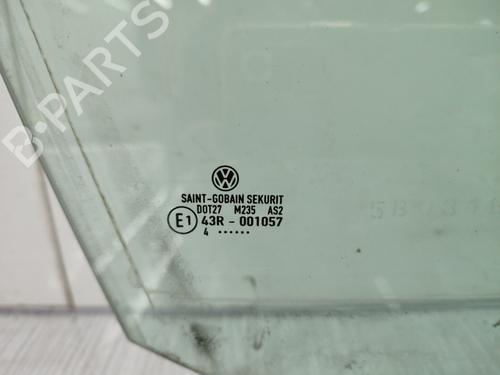 B-PARTS
VW
SAINT-GOBAIN SEKURIT
DOT27 M235 AS2
E1 43R - 001057
4 ......